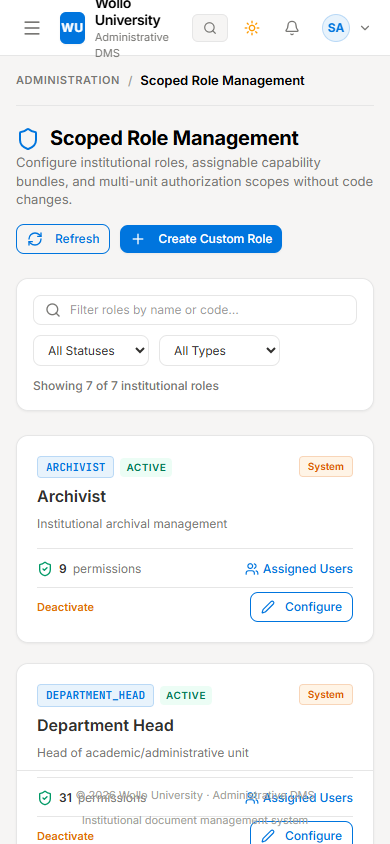 WU
Wollo
University
Administrative
DMS
SA
ADMINISTRATION / Scoped Role Management
Scoped Role Management
Configure institutional roles, assignable capability
bundles, and multi-unit authorization scopes without code
changes.
Refresh
Create Custom Role
Filter roles by name or code...
All Statuses
All Types
Showing 7 of 7 institutional roles
ARCHIVIST ACTIVE System
Archivist
Institutional archival management
9 permissions Assigned Users
Deactivate Configure
DEPARTMENT_HEAD ACTIVE System
Department Head
Head of academic/administrative unit
31 permissions Assigned Users
© 2026 Wollo University · Administrative DMS
Institutional document management system
Deactivate Configure